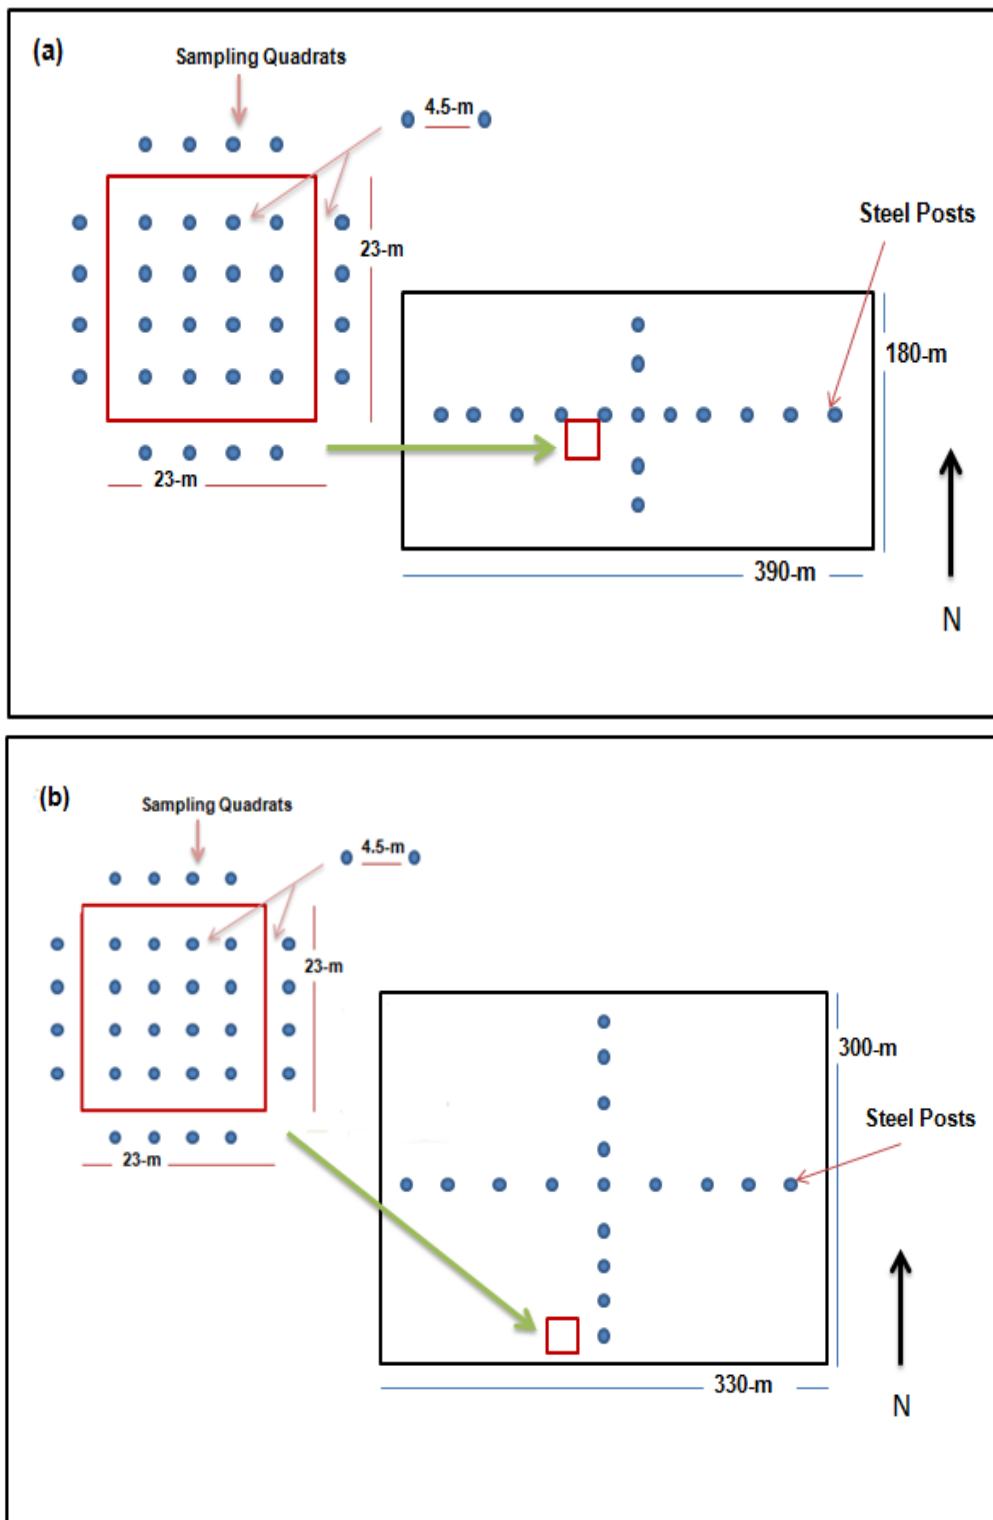 (a)
Sampling Quadrats
4.5-m
23-m
Steel Posts
180-m
23-m
390-m
N
(b)
Sampling Quadrats
4.5-m
23-m
300-m
Steel Posts
23-m
330-m
N